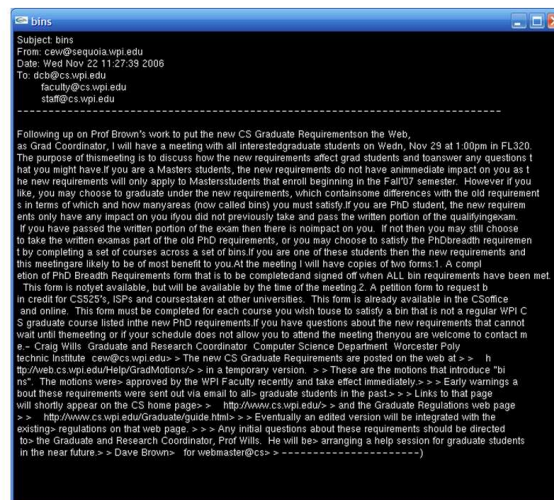 bins
Subject: bins
From: cew@sequoia.wpi.edu
Date: Wed Nov 22 11:27:39 2006
To: dcb@cs.wpi.edu
faculty@cs.wpi.edu
staff@cs.wpi.edu
--------------------------------------------------------------------------------
Following up on Prof Brown's work to put the new CS Graduate Requirementson the Web,
as Grad Coordinator, I will have a meeting with all interestedgraduate students on Wedn, Nov 29 at 1:00pm in FL320.
The purpose of thismeeting is to discuss how the new requirements affect grad students and toanswer any questions t
hat you might have.If you are a Masters students, the new requirements do not have animmediate impact on you as t
he new requirements will only apply to Mastersstudents that enroll beginning in the Fall'07 semester.  However if you
like, you may choose to graduate under the new requirements, which containsome differences with the old requirement
s in terms of which and how manyareas (now called bins) you must satisfy.If you are PhD student, the new requirem
ents only have any impact on you ifyou did not previously take and pass the written portion of the qualifyingexam.
If you have passed the written portion of the exam then there is noimpact on you.  If not then you may still choose
to take the written examas part of the old PhD requirements, or you may choose to satisfy the PhDbreadth requiremen
t by completing a set of courses across a set of bins.If you are one of these students then the new requirements and
this meetingare likely to be of most benefit to you.At the meeting I will have copies of two forms:1. A compl
etion of PhD Breadth Requirements form that is to be completedand signed off when ALL bin requirements have been met.
This form is notyet available, but will be available by the time of the meeting.2. A petition form to request b
in credit for CS525's, ISPs and coursestaken at other universities.  This form is already available in the CSoffice
and online.  This form must be completed for each course you wish touse to satisfy a bin that is not a regular WPI C
S graduate course listed inthe new PhD requirements.If you have questions about the new requirements that cannot
wait until themeeting or if your schedule does not allow you to attend the meeting thenyou are welcome to contact m
e.- Craig Wills  Graduate and Research Coordinator  Computer Science Department  Worcester Poly
technic Institute  cew@cs.wpi.edu> > The new CS Graduate Requirements are posted on the web at > >   h
ttp://web.cs.wpi.edu/Help/GradMotions/> > in a temporary version.  > > These are the motions that introduce "bi
ns".  The motions were> approved by the WPI Faculty recently and take effect immediately.> > > Early warnings a
bout these requirements were sent out via email to all> graduate students in the past.> > > Links to that page
will shortly appear on the CS home page> >   http://www.cs.wpi.edu/> > and the Graduate Regulations web page
> >   http://www.cs.wpi.edu/Graduate/guide.html> > > Eventually an edited version will be integrated with the
existing> regulations on that web page. > > > Any initial questions about these requirements should be directed
to> the Graduate and Research Coordinator, Prof Wills.  He will be> arranging a help session for graduate students
in the near future.> > Dave Brown>   for webmaster@cs> > -----------------------)